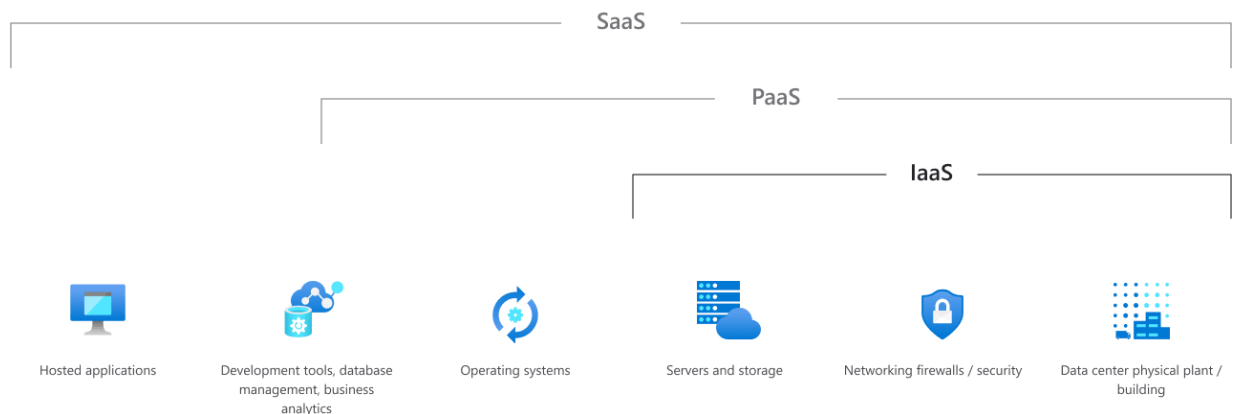 SaaS
PaaS
IaaS
Hosted applications
Development tools, database
management, business
analytics
Operating systems
Servers and storage
Networking firewalls / security
Data center physical plant /
building